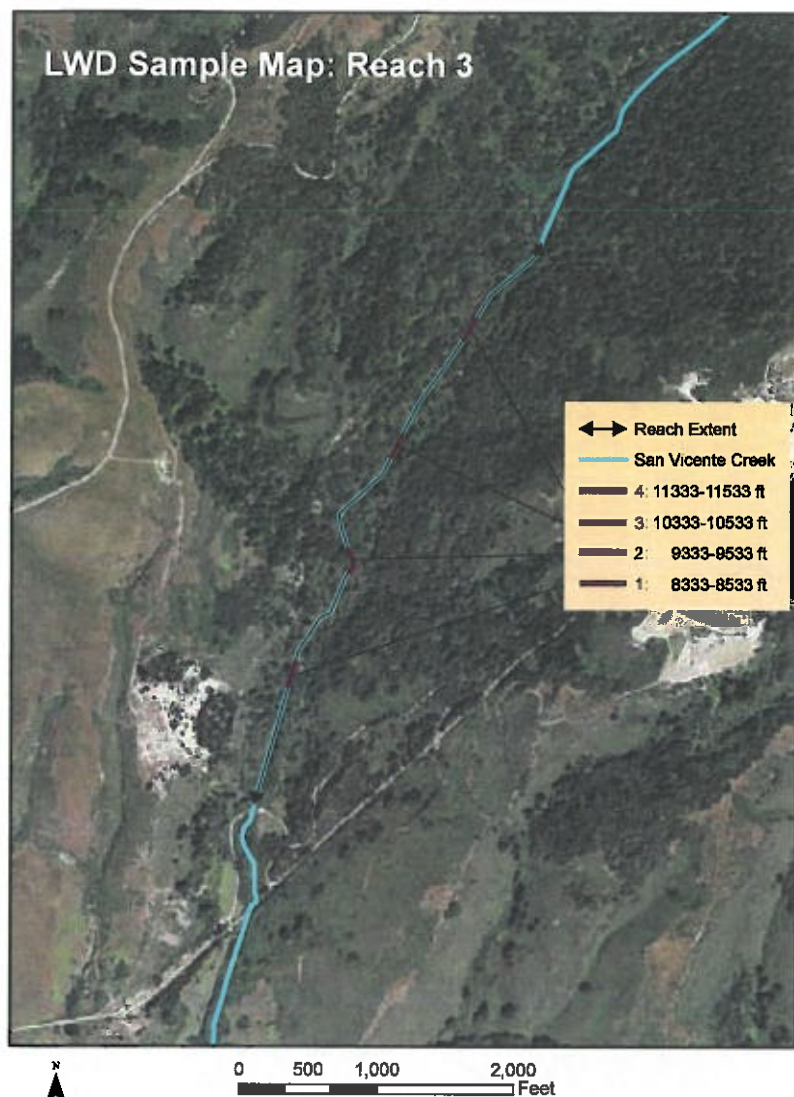 LWD Sample Map: Reach 3
Reach Extent
San Vicente Creek
4: 11333-11533 ft
3: 10333-10533 ft
2: 9333-9533 ft
1: 8333-8533 ft
N
0 500 1,000 2,000
Feet